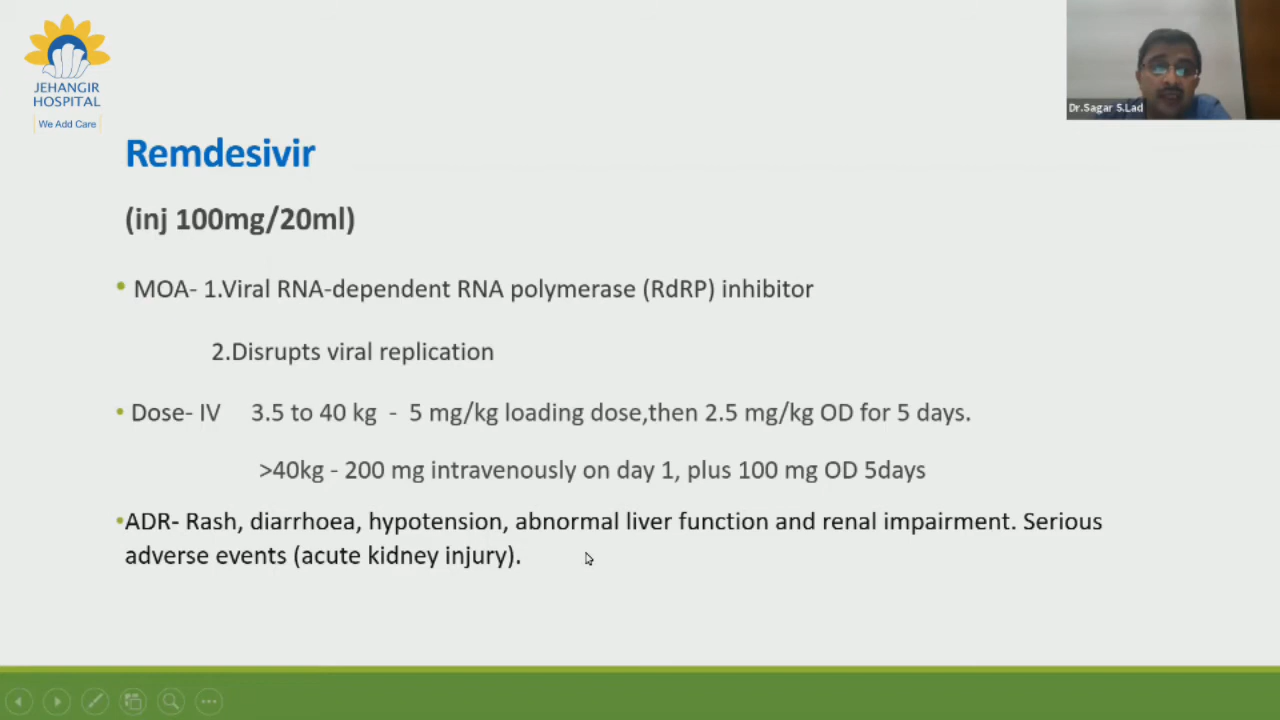 JEHANGIR
HOSPITAL
We Add Care
Dr.Sagar S.Lad
Remdesivir
(inj 100mg/20ml)
• MOA- 1.Viral RNA-dependent RNA polymerase (RdRP) inhibitor
2.Disrupts viral replication
• Dose- IV 3.5 to 40 kg - 5 mg/kg loading dose,then 2.5 mg/kg OD for 5 days.
>40kg - 200 mg intravenously on day 1, plus 100 mg OD 5days
•ADR- Rash, diarrhoea, hypotension, abnormal liver function and renal impairment. Serious
adverse events (acute kidney injury).